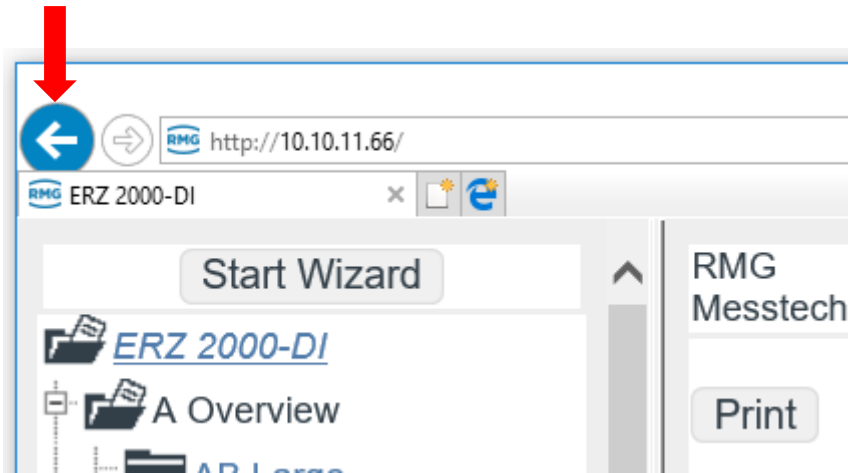 RMG http://10.10.11.66/
RMG ERZ 2000-DI
Start Wizard
ERZ 2000-DI
A Overview
RMG
Messtech
Print